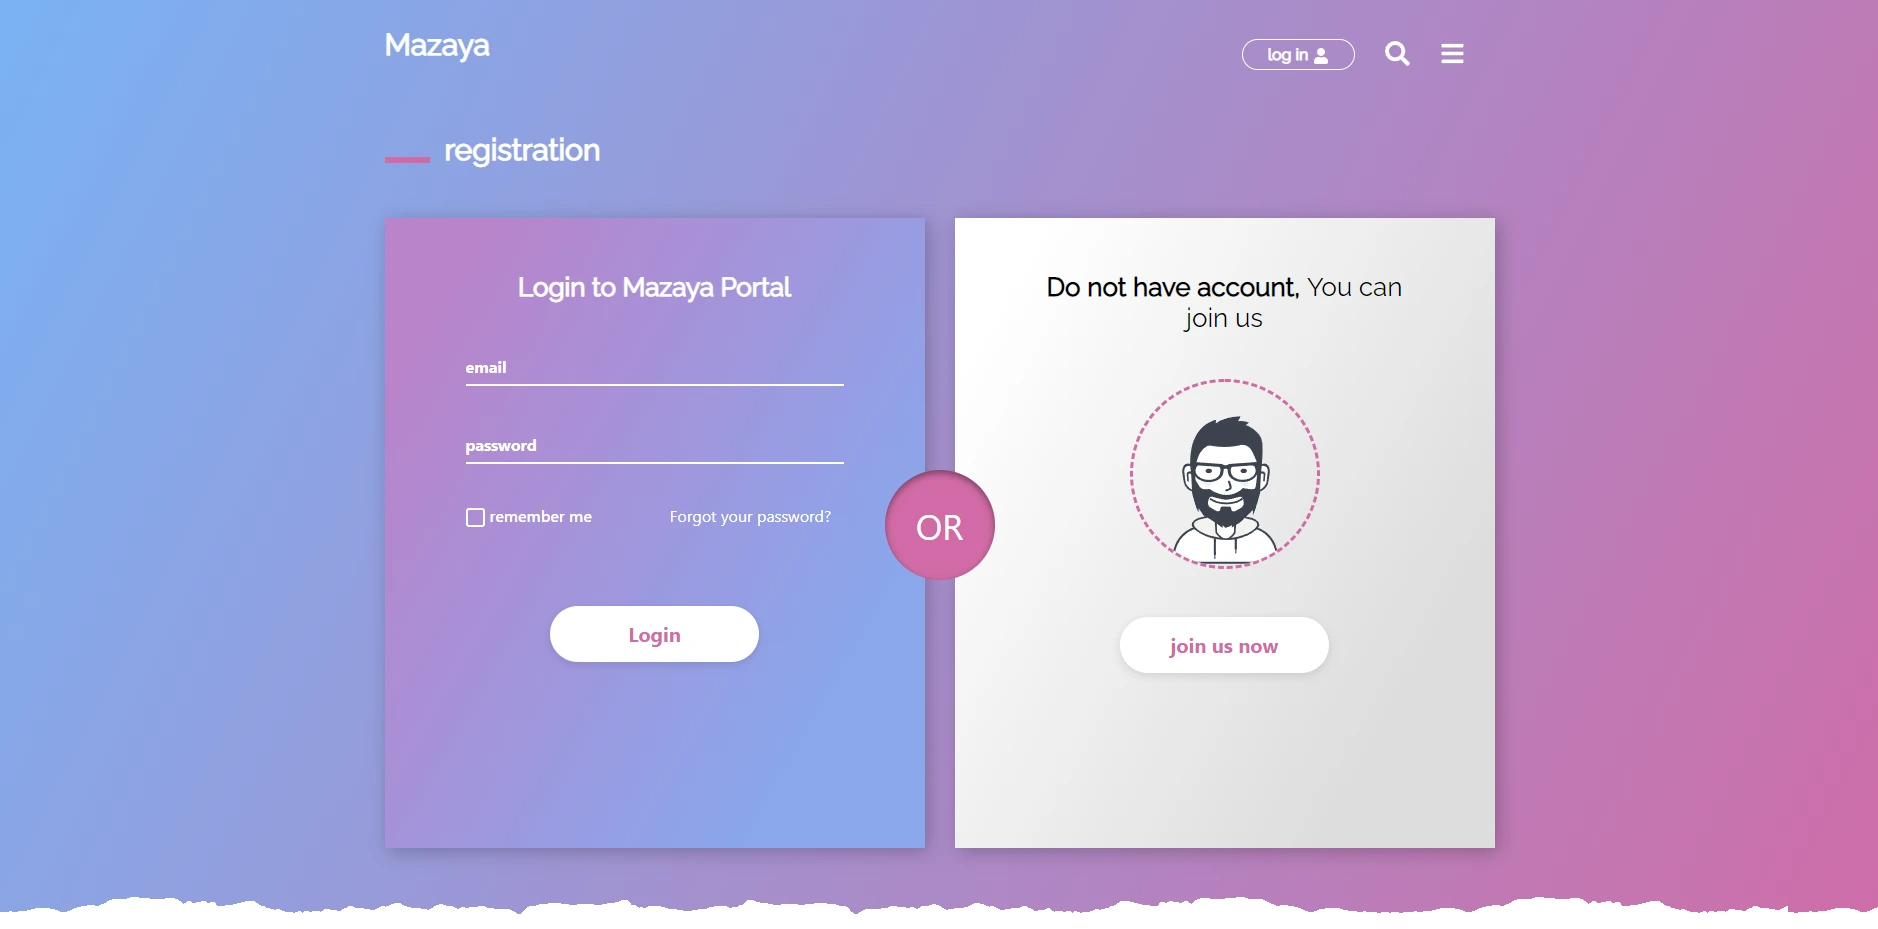 Mazaya
log in
registration
Login to Mazaya Portal
email
password
remember me
Forgot your password?
Login
OR
Do not have account, You can
join us
join us now